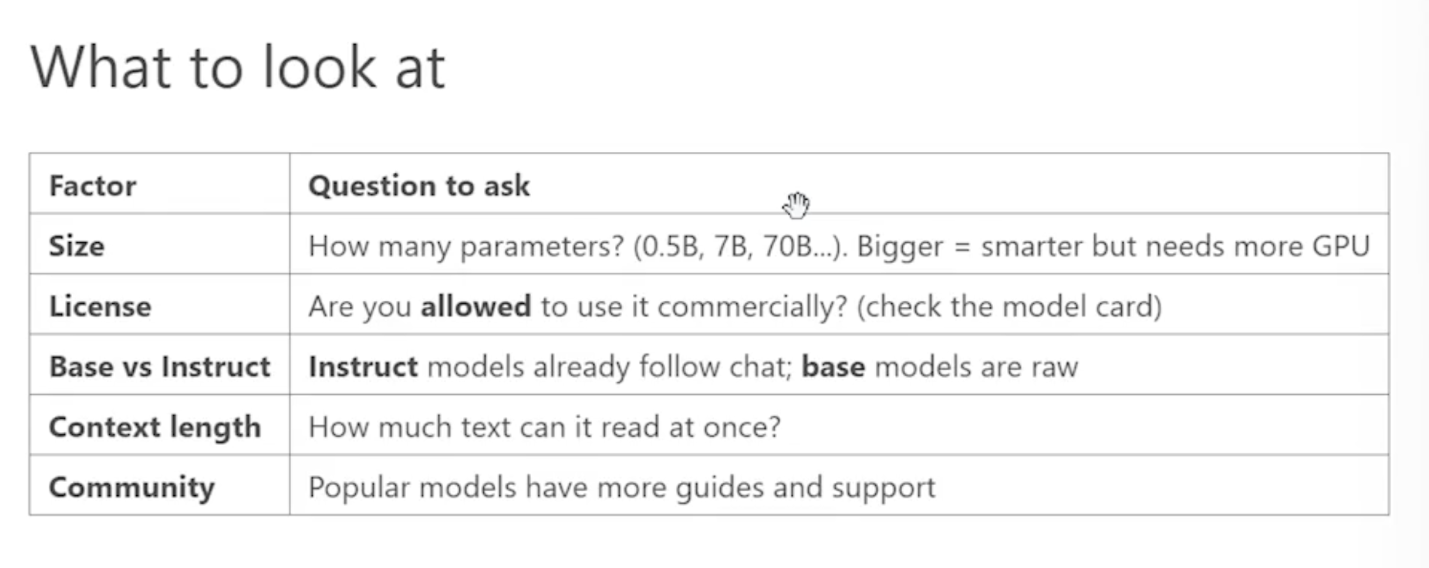 What to look at
Factor Question to ask
Size How many parameters? (0.5B, 7B, 70B...). Bigger = smarter but needs more GPU
License Are you allowed to use it commercially? (check the model card)
Base vs Instruct Instruct models already follow chat; base models are raw
Context length How much text can it read at once?
Community Popular models have more guides and support